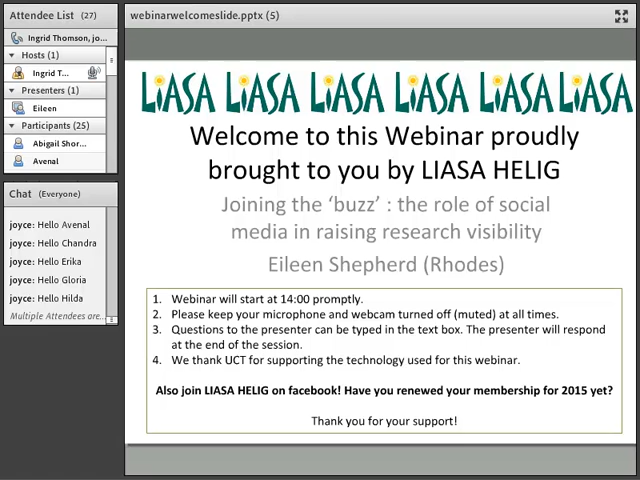 Attendee List (27)
Ingrid Thomson, jo...
Hosts (1)
Ingrid T...
Presenters (1)
Eileen
Participants (25)
Abigail Shor...
Avenal
Chat (Everyone)
joyce: Hello Avenal
joyce: Hello Chandra
joyce: Hello Erika
joyce: Hello Gloria
joyce: Hello Hilda
Multiple Attendees are...
webinarwelcomeslide.pptx (5)
LIASA LIASA LIASA LIASA LIASA LIASA
Welcome to this Webinar proudly
brought to you by LIASA HELIG
Joining the ‘buzz’ : the role of social
media in raising research visibility
Eileen Shepherd (Rhodes)
1. Webinar will start at 14:00 promptly.
2. Please keep your microphone and webcam turned off (muted) at all times.
3. Questions to the presenter can be typed in the text box. The presenter will respond
at the end of the session.
4. We thank UCT for supporting the technology used for this webinar.
Also join LIASA HELIG on facebook! Have you renewed your membership for 2015 yet?
Thank you for your support!